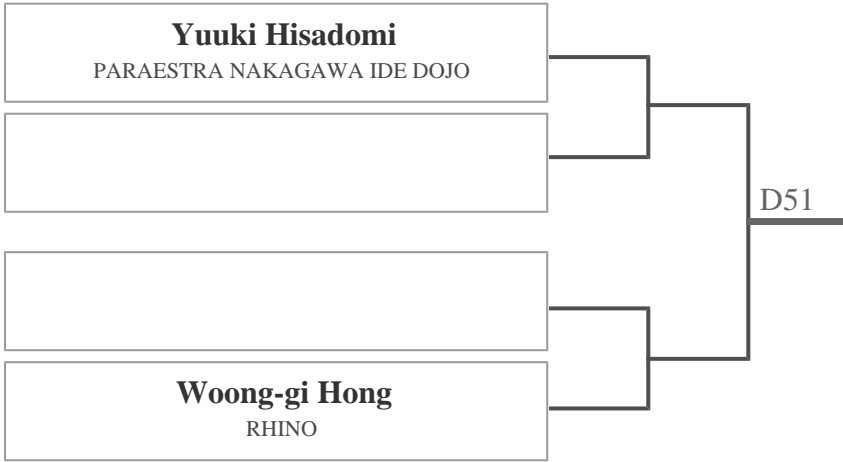 Yuuki Hisadomi
PARAESTRA NAKAGAWA IDE DOJO
D51
Woong-gi Hong
RHINO